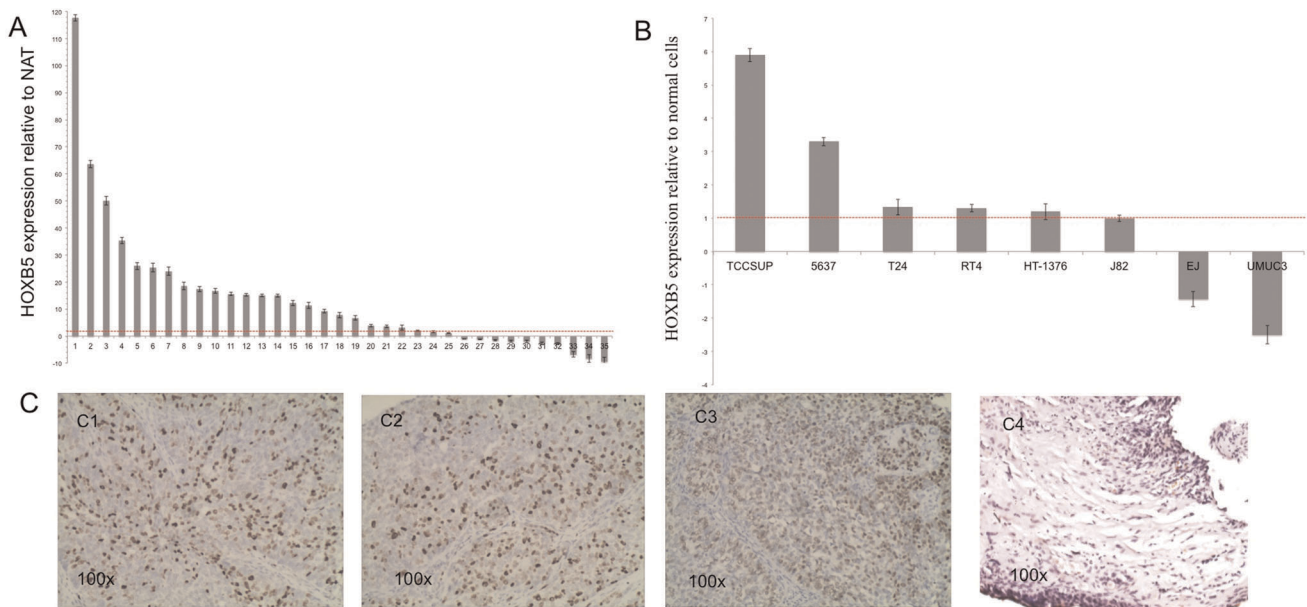 A
HOXB5 expression relative to NAT
120
110
100
90
80
70
60
50
40
30
20
10
0
-10
1 2 3 4 5 6 7 8 9 10 11 12 13 14 15 16 17 18 19 20 21 22 23 24 25 26 27 28 29 30 31 32 33 34 35
B
HOXB5 expression relative to normal cells
7
6
5
4
3
2
1
0
-1
-2
-3
-4
TCCSUP 5637 T24 RT4 HT-1376 J82 EJ UMUC3
C
C1
100x
C2
100x
C3
100x
C4
100x